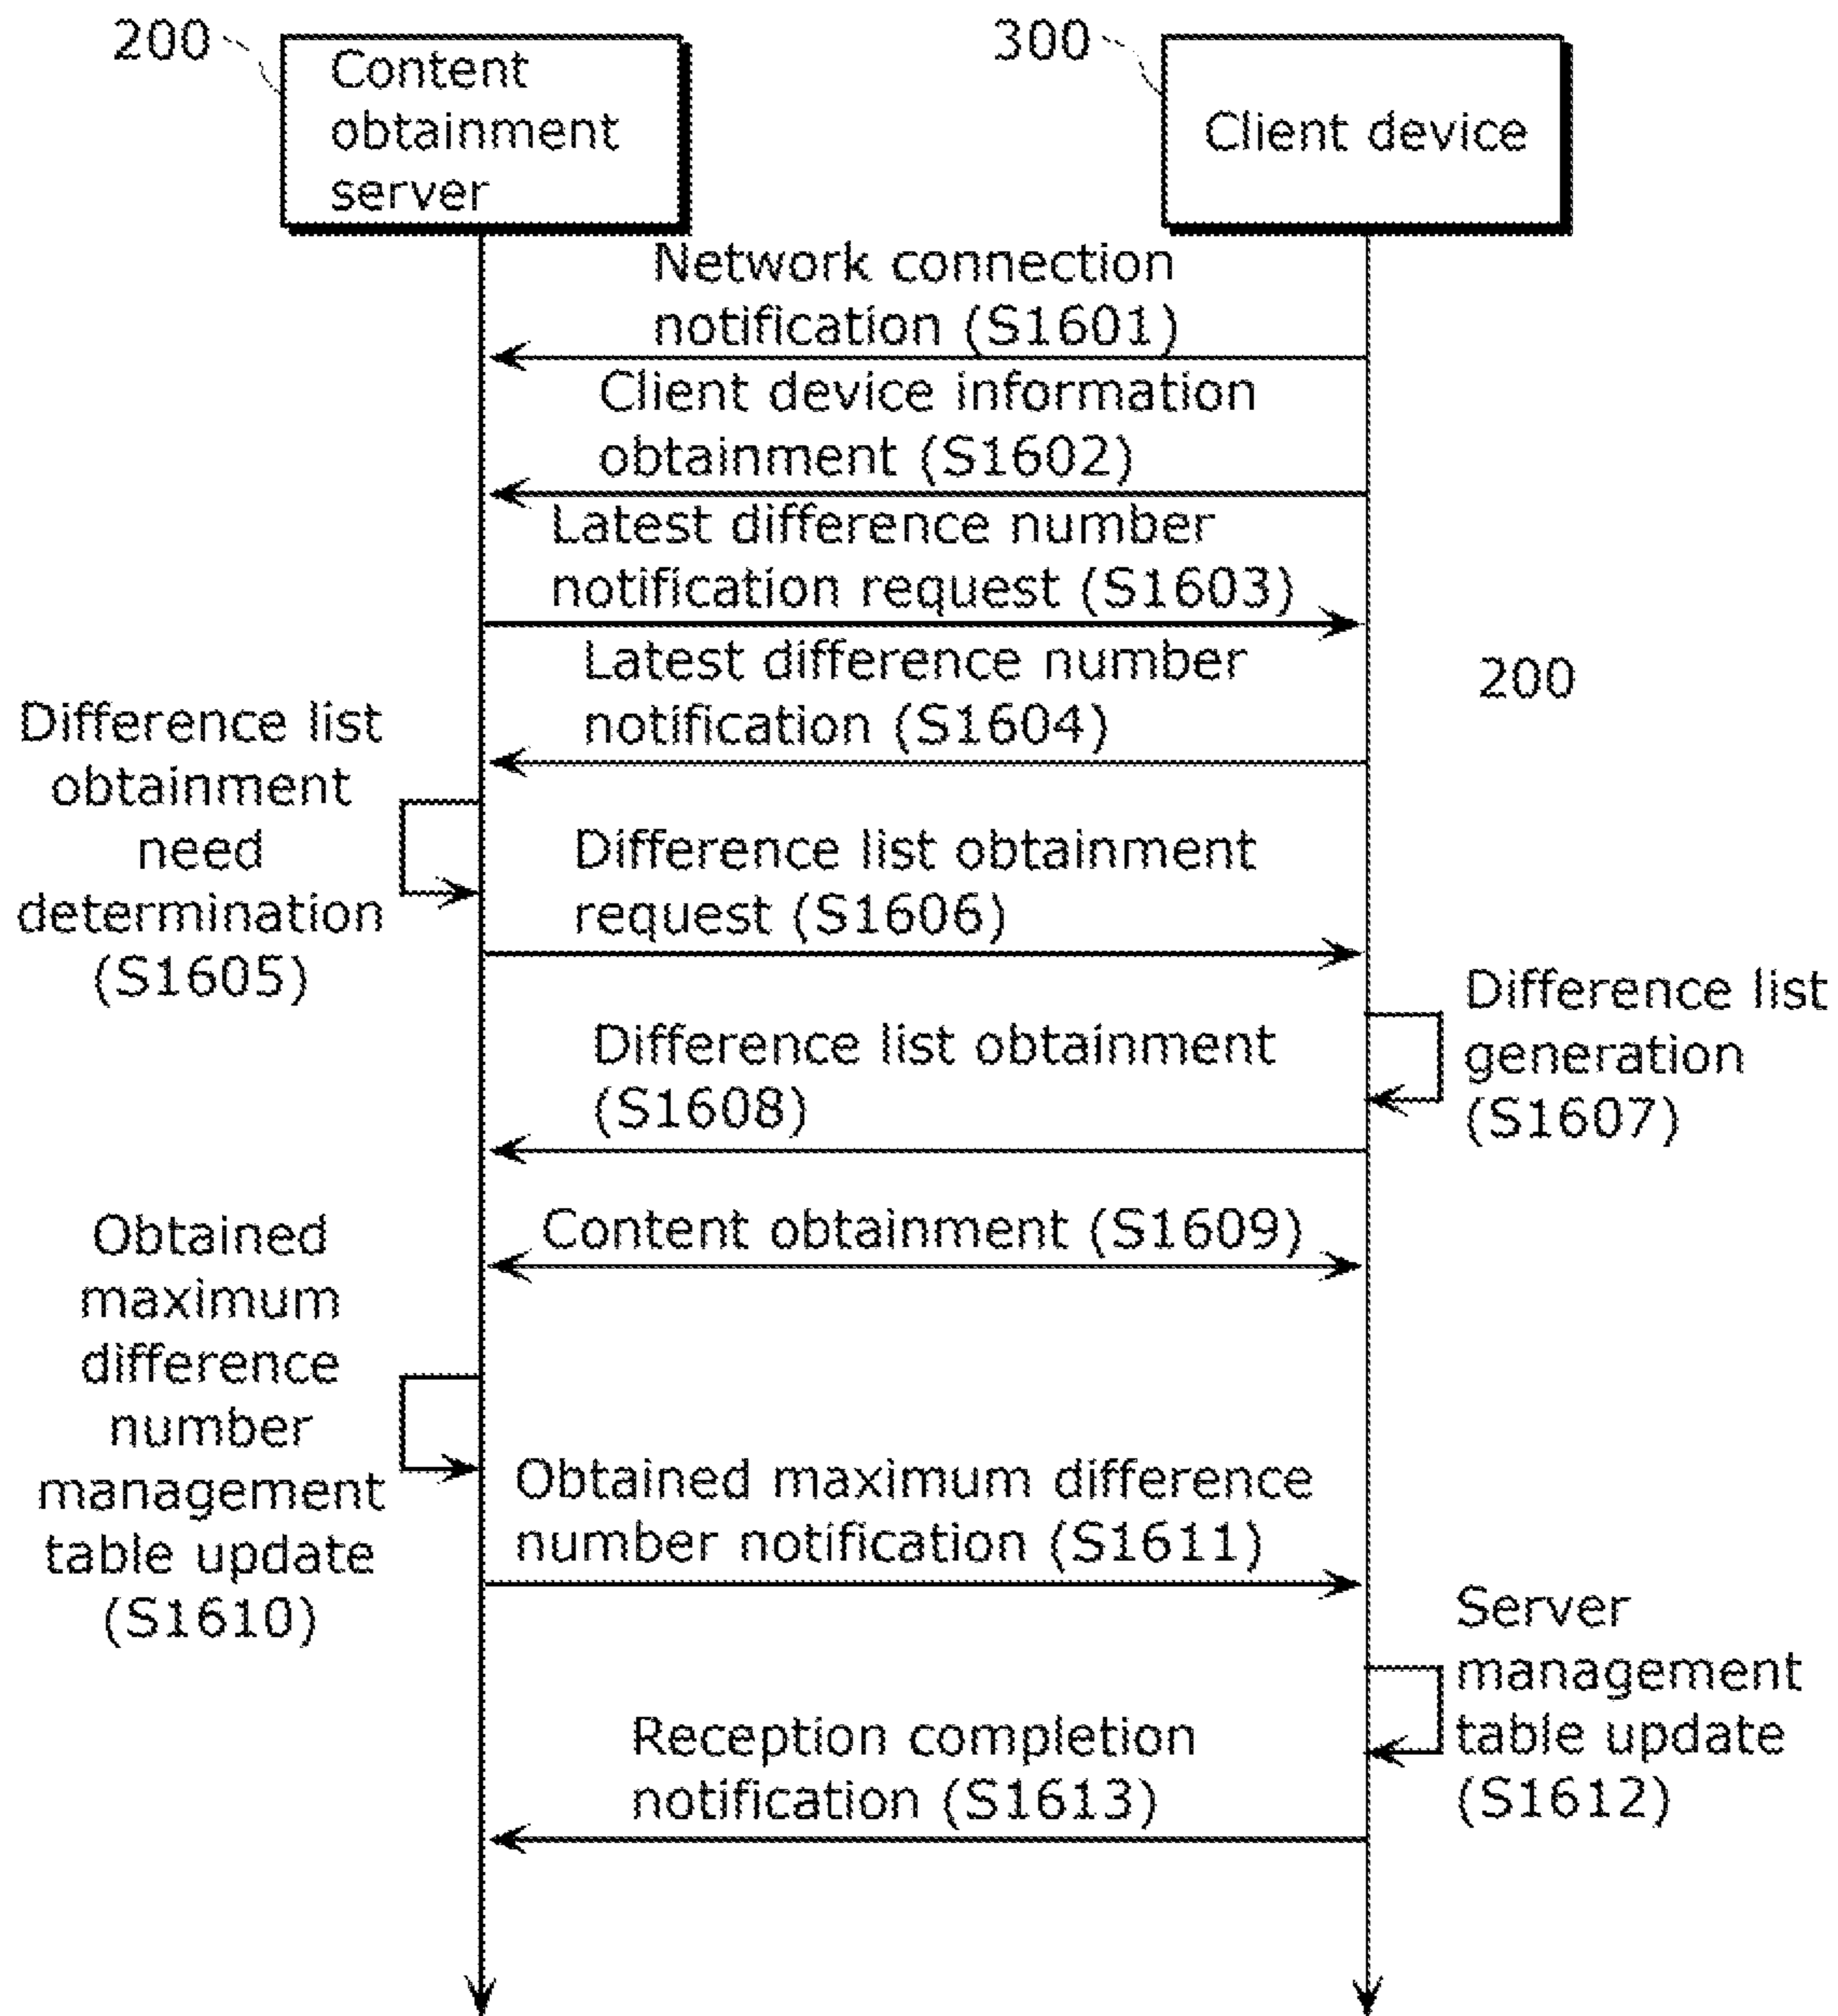 200
Content
obtainment
server
300
Client device
Network connection
notification (S1601)
Client device information
obtainment (S1602)
Latest difference number
notification request (S1603)
Latest difference number
notification (S1604)
200
Difference list
obtainment
need
determination
(S1605)
Difference list obtainment
request (S1606)
Difference list
generation
(S1607)
Difference list obtainment
(S1608)
Content obtainment (S1609)
Obtained
maximum
difference
number
management
table update
(S1610)
Obtained maximum difference
number notification (S1611)
Server
management
table update
(S1612)
Reception completion
notification (S1613)